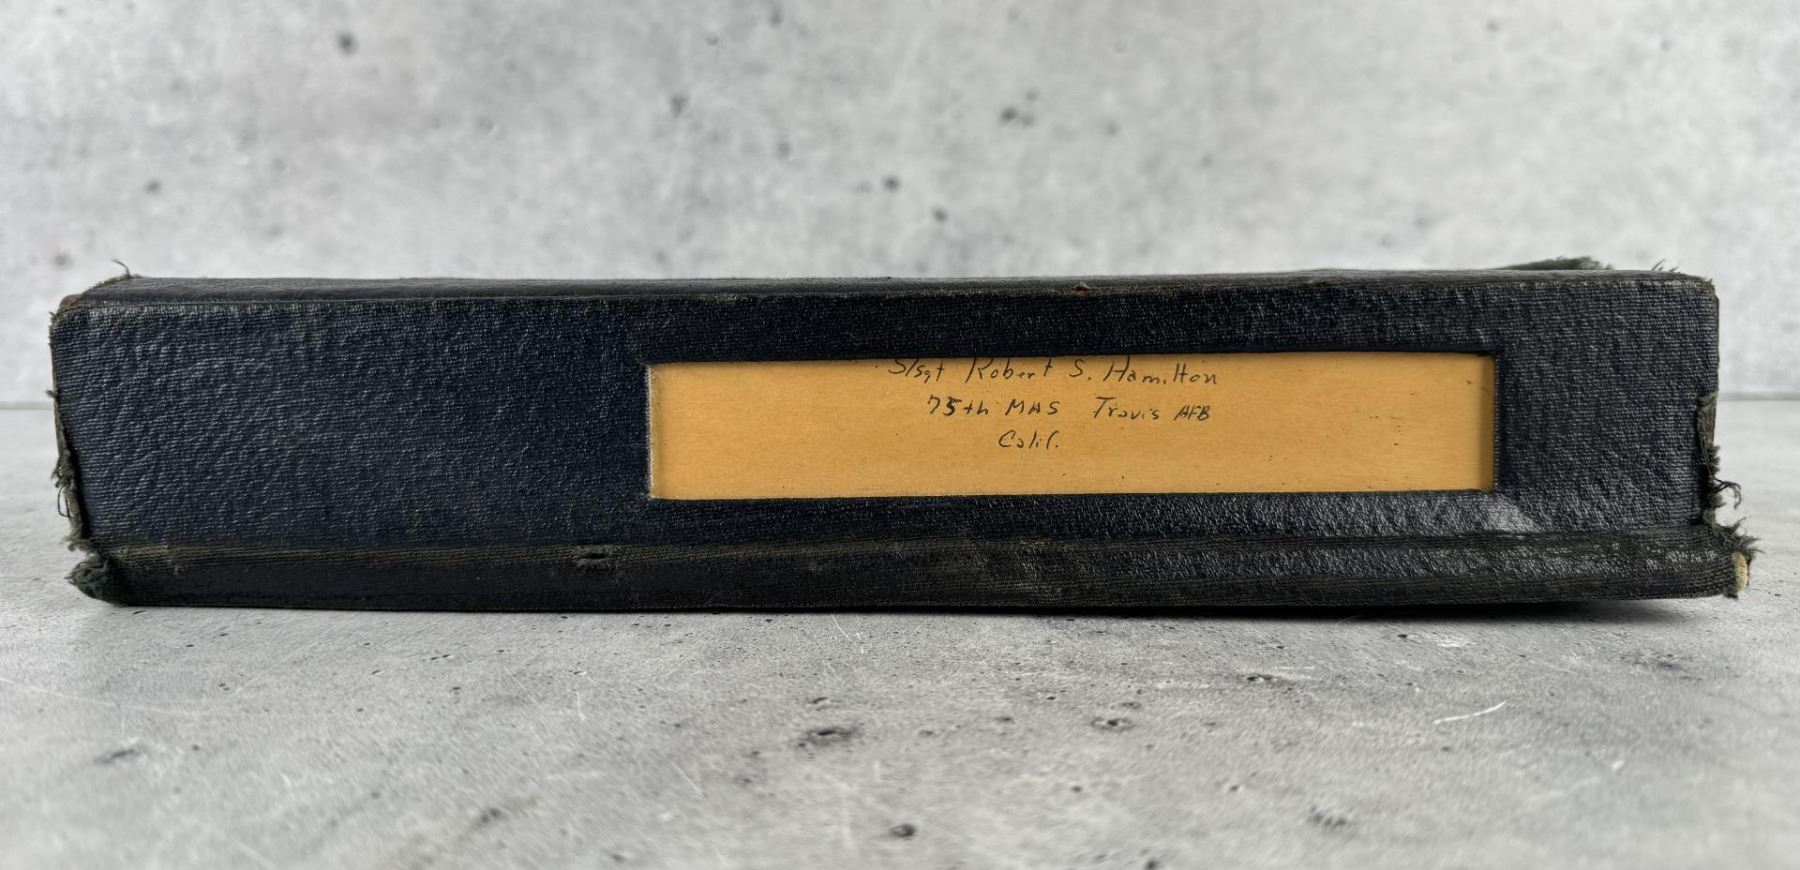 S/sgt Robert S. Hamilton
75th MAS Travis AFB
Calif.